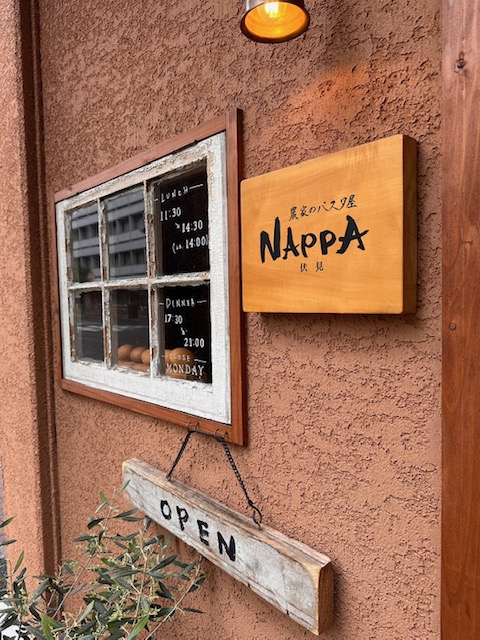 農家のパスタ屋
NAPPA
伏見
LUNCH
11:30
14:30
(L.O. 14:00)
DINNER
17:30
21:00
CLOSE
MONDAY
OPEN